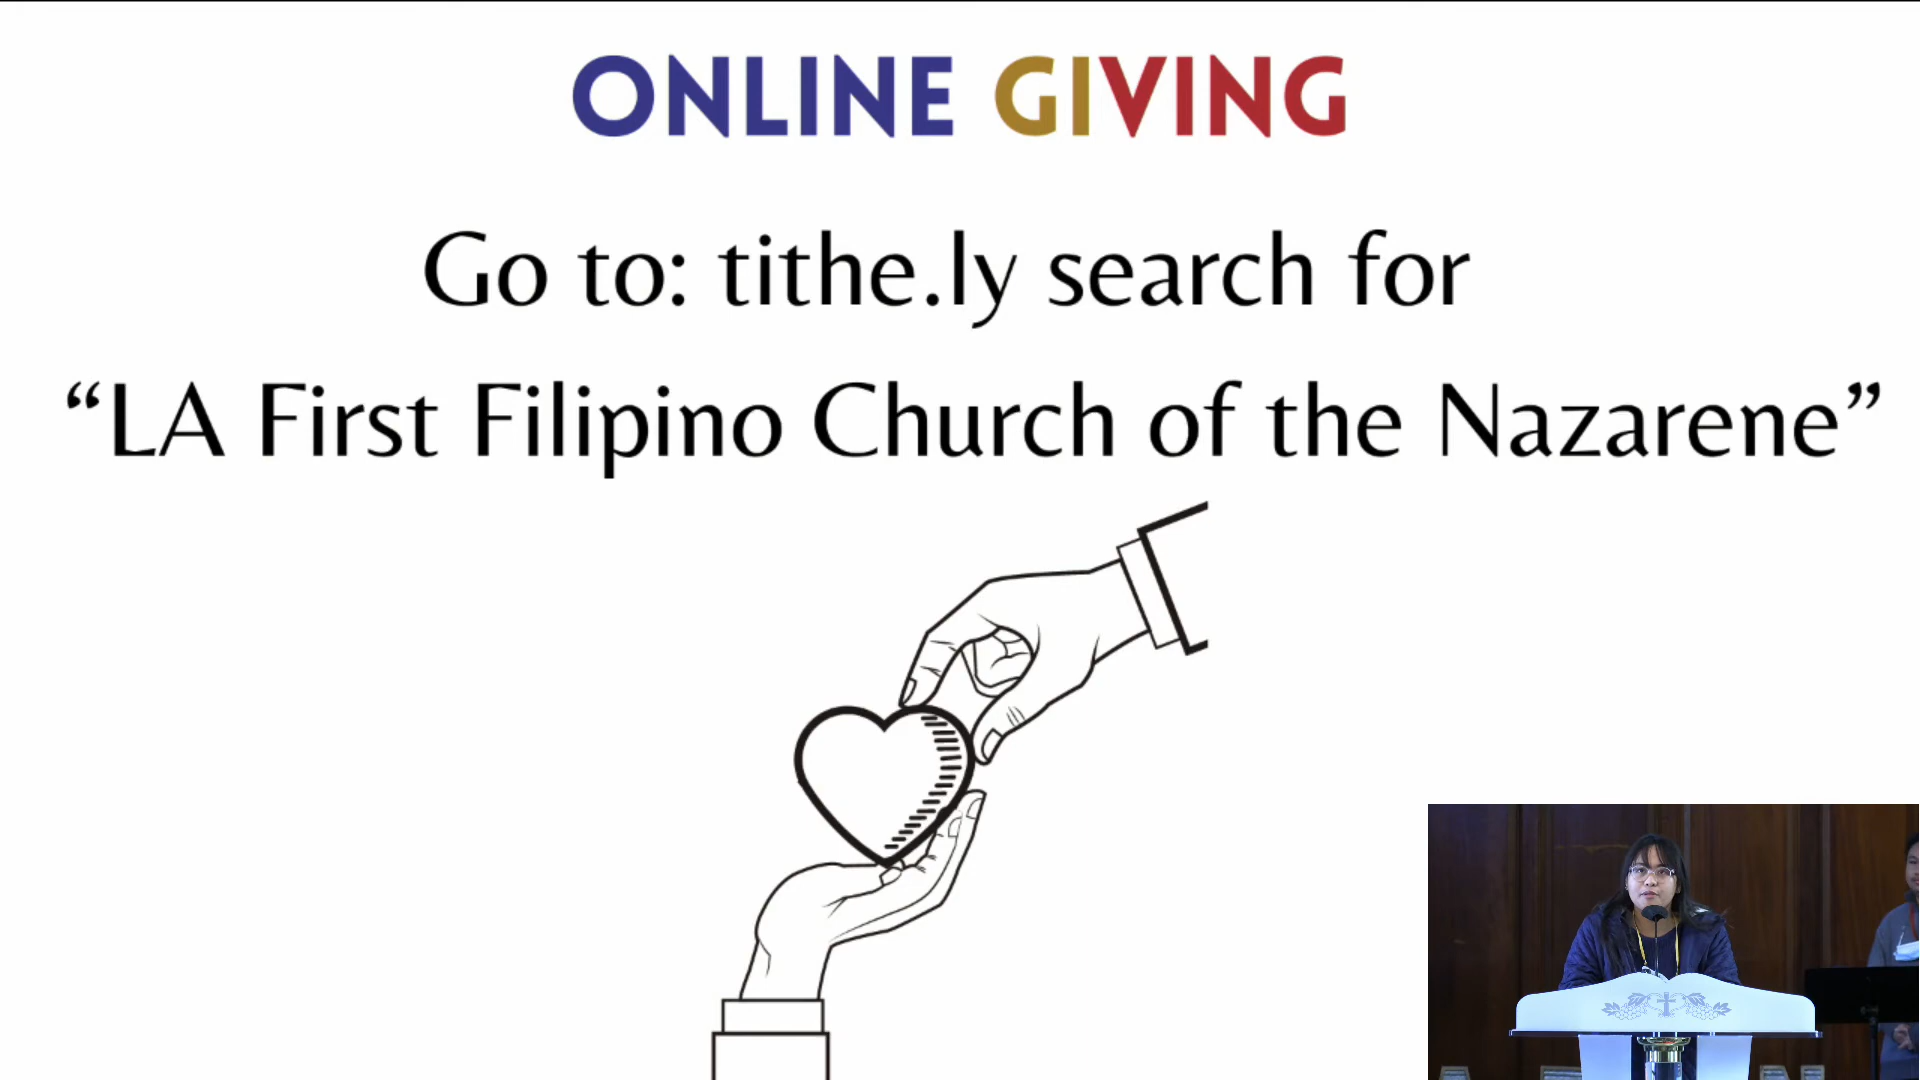 ONLINE GIVING
Go to: tithe.ly search for
“LA First Filipino Church of the Nazarene”